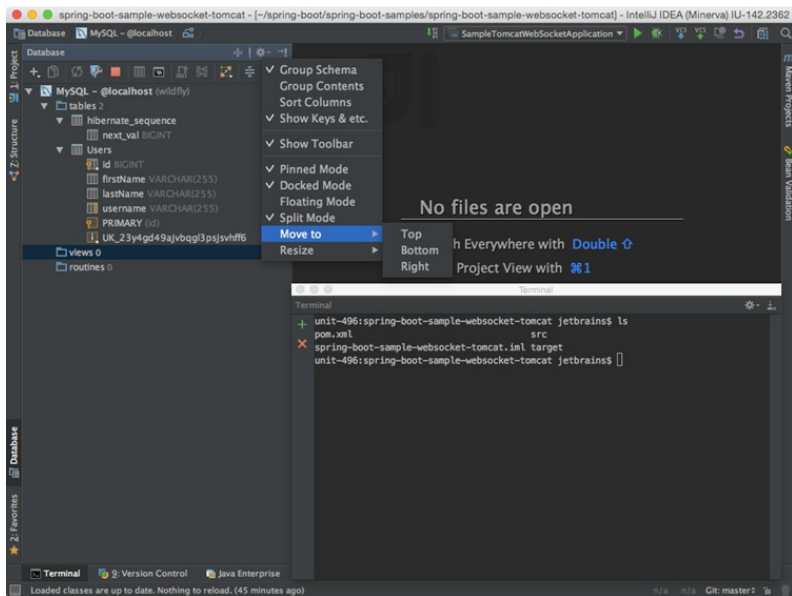 spring-boot-sample-websocket-tomcat - [~/spring-boot/spring-boot-samples/spring-boot-sample-websocket-tomcat] - IntelliJ IDEA (Minerva) IU-142.2362
Database MySQL - @localhost
SampleTomcatWebSocketApplication
Database
1: Project
Z: Structure
Database
2: Favorites
MySQL - @localhost (wildfly)
tables 2
hibernate_sequence
next_val BIGINT
Users
id BIGINT
firstName VARCHAR(255)
lastName VARCHAR(255)
username VARCHAR(255)
PRIMARY (id)
UK_23y4gd49ajvbqgl3psjsvhff6
views 0
routines 0
Group Schema
Group Contents
Sort Columns
Show Keys & etc.
Show Toolbar
Pinned Mode
Docked Mode
Floating Mode
Split Mode
Move to
Resize
Top
Bottom
Right
No files are open
h Everywhere with Double ⇧
Project View with ⌘1
Maven Projects
Bean Validation
Terminal
Terminal
unit-496:spring-boot-sample-websocket-tomcat jetbrains$ ls
pom.xml src
spring-boot-sample-websocket-tomcat.iml target
unit-496:spring-boot-sample-websocket-tomcat jetbrains$
Terminal 9: Version Control Java Enterprise
Loaded classes are up to date. Nothing to reload. (45 minutes ago)
n/a n/a Git: master